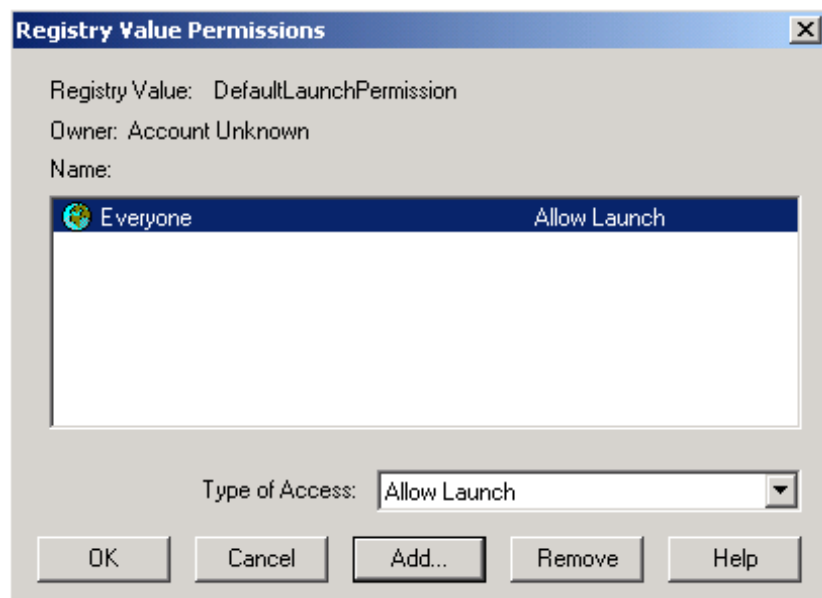 Registry Value Permissions
Registry Value: DefaultLaunchPermission
Owner: Account Unknown
Name:
Everyone Allow Launch
Type of Access: Allow Launch
OK Cancel Add... Remove Help